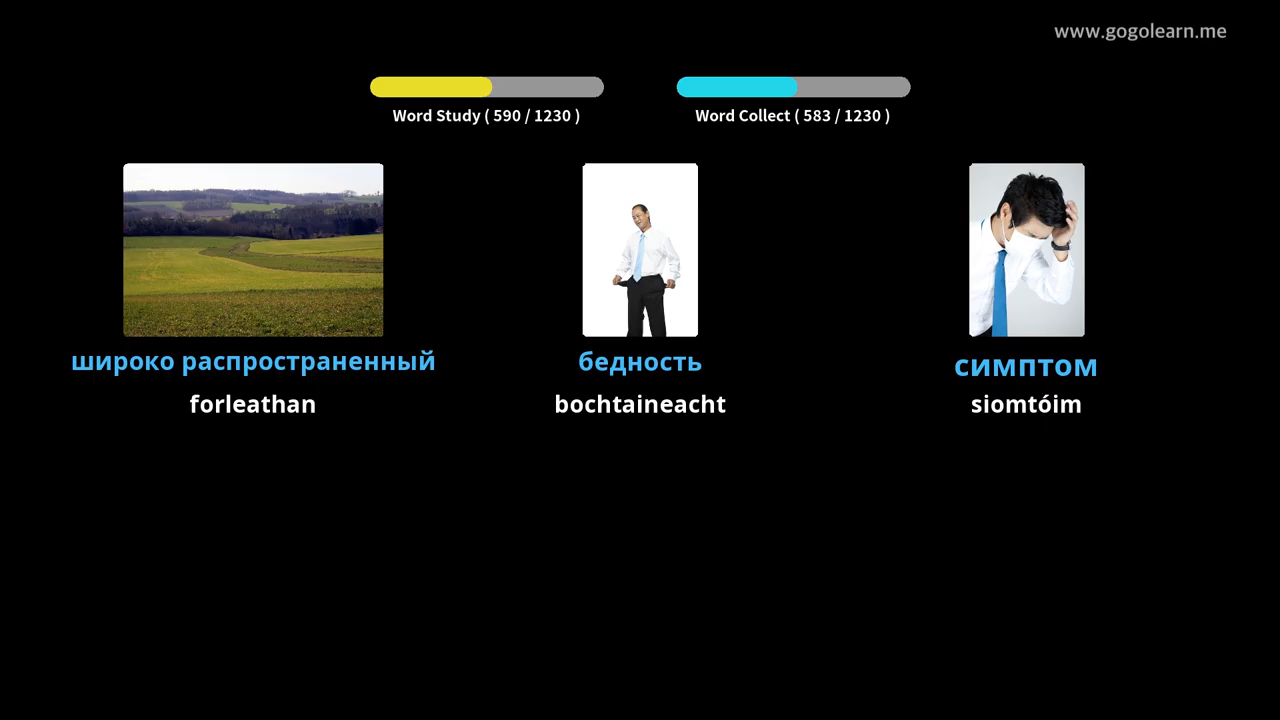 www.gogolearn.me
Word Study ( 590 / 1230 )
Word Collect ( 583 / 1230 )
широко распространенный
forleathan
бедность
bochtaineacht
симптом
siomtóim